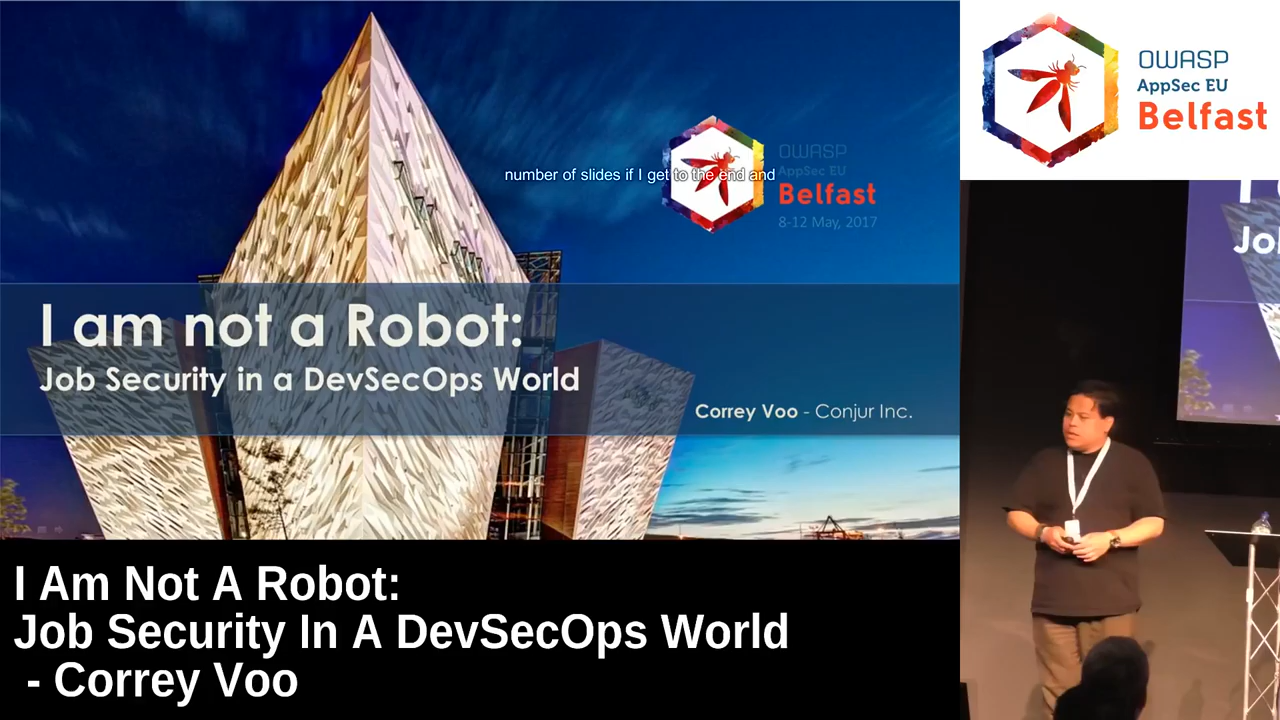 number of slides if I get to the end and
OWASP
AppSec EU
Belfast
8-12 May, 2017
I am not a Robot:
Job Security in a DevSecOps World
Correy Voo - Conjur Inc.
OWASP
AppSec EU
Belfast
I Am Not A Robot:
Job Security In A DevSecOps World
- Correy Voo